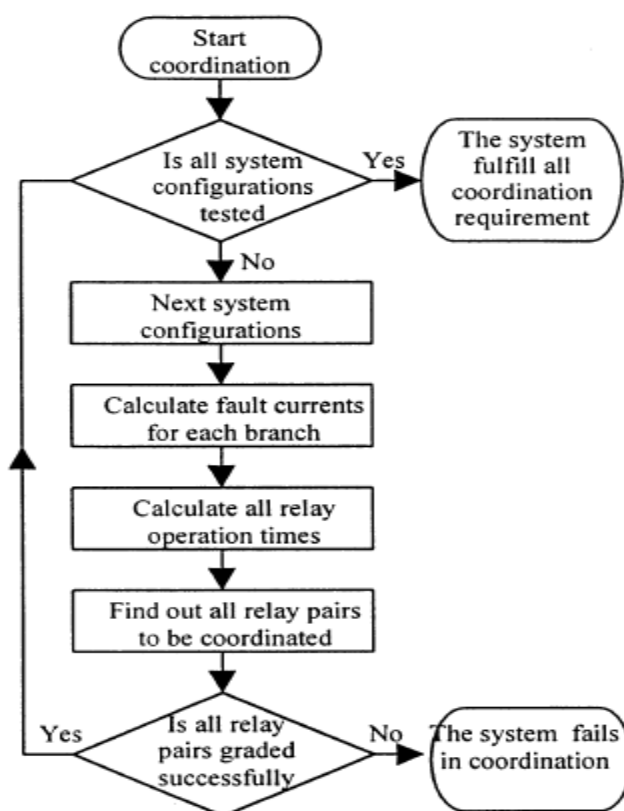 Start
coordination
Is all system
configurations
tested
Yes
The system
fulfill all
coordination
requirement
No
Next system
configurations
Calculate fault currents
for each branch
Calculate all relay
operation times
Find out all relay pairs
to be coordinated
Yes
Is all relay
pairs graded
successfully
No
The system fails
in coordination